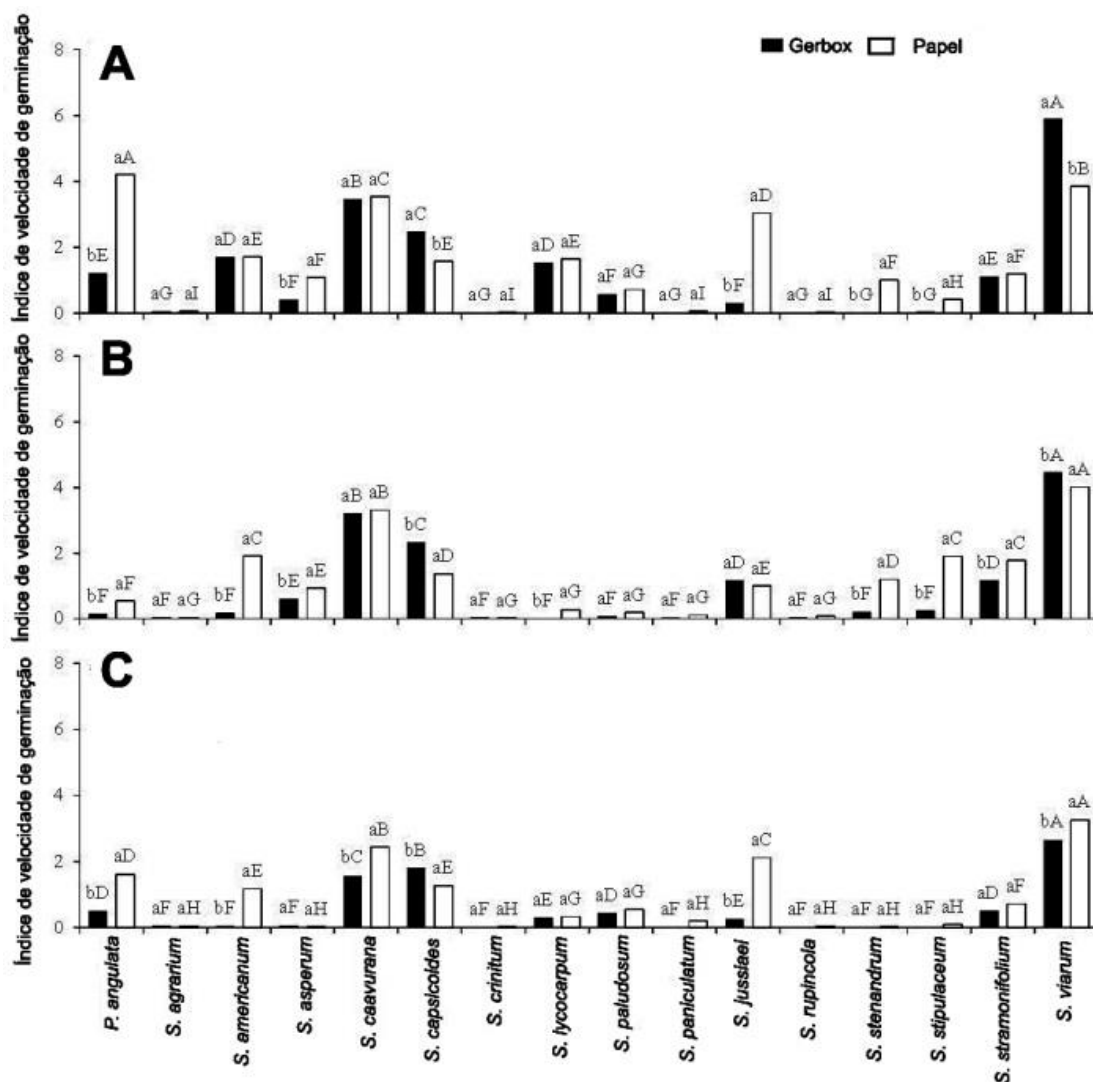 Gerbox Papel
A
Índice de velocidade de germinação
8
6
4
2
0
bE aA aG aI aD aE bF aF aB aC aC bE aG aI aD aE aF aG aG aI bF aD aG aI bG aF bG aH aE aF aA bB
B
Índice de velocidade de germinação
8
6
4
2
0
bF aF aF aG bF aC bE aE aB aB bC aD aF aG bF aG aF aG aF aG aD aE aF aG bF aD bF aC bD aC bA aA
C
Índice de velocidade de germinação
8
6
4
2
0
bD aD aF aH bF aE aF aH bC aB bB aE aF aH aE aG aD aG aF aH bE aC aF aH aF aH aF aH aD aF bA aA
P. angulata
S. agrarium
S. americanum
S. asperum
S. caavurana
S. capsicoides
S. crinitum
S. lycocarpum
S. paludosum
S. paniculatum
S. jussiaei
S. rupincola
S. stenandrum
S. stipulaceum
S. stramonifolium
S. viarum